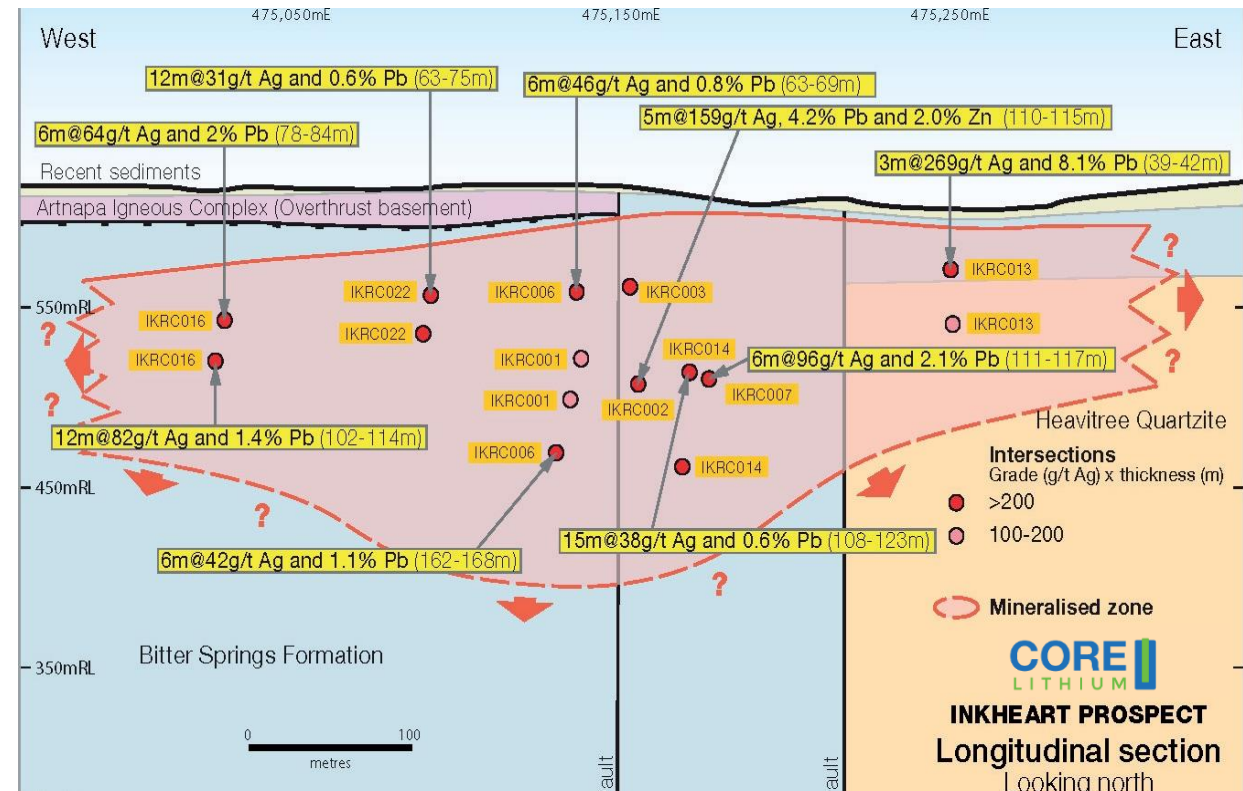 475,050mE
475,150mE
475,250mE
West
East
12m@31g/t Ag and 0.6% Pb (63-75m)
6m@46g/t Ag and 0.8% Pb (63-69m)
5m@159g/t Ag, 4.2% Pb and 2.0% Zn (110-115m)
6m@64g/t Ag and 2% Pb (78-84m)
3m@269g/t Ag and 8.1% Pb (39-42m)
Recent sediments
Artnapa Igneous Complex (Overthrust basement)
?
IKRC013
IKRC022
IKRC006
IKRC003
550mRL
IKRC016
IKRC013
?
IKRC022
IKRC014
IKRC016
IKRC001
6m@96g/t Ag and 2.1% Pb (111-117m)
?
IKRC007
?
IKRC001
IKRC002
Heavitree Quartzite
12m@82g/t Ag and 1.4% Pb (102-114m)
IKRC006
IKRC014
Intersections
Grade (g/t Ag) x thickness (m)
>200
100-200
450mRL
?
15m@38g/t Ag and 0.6% Pb (108-123m)
6m@42g/t Ag and 1.1% Pb (162-168m)
?
Mineralised zone
Bitter Springs Formation
350mRL
CORE
LITHIUM
INKHEART PROSPECT
Longitudinal section
Looking north
0
100
metres
ault
ault